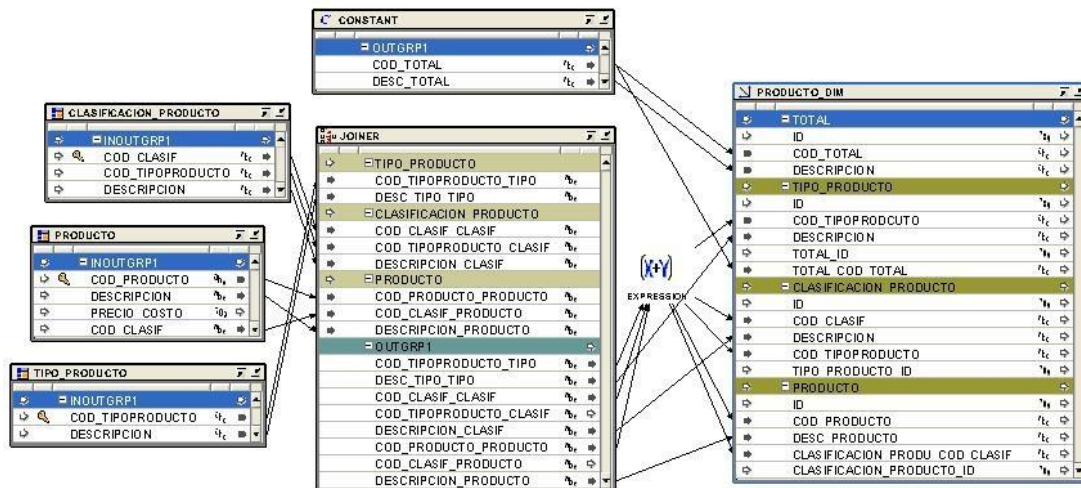 CONSTANT
OUTGRP1
COD_TOTAL
DESC_TOTAL
CLASIFICACION_PRODUCTO
INOUTGRP1
COD_CLASIF
COD_TIPOPRODUCTO
DESCRIPCION
PRODUCTO
INOUTGRP1
COD_PRODUCTO
DESCRIPCION
PRECIO_COSTO
COD_CLASIF
TIPO_PRODUCTO
INOUTGRP1
COD_TIPOPRODUCTO
DESCRIPCION
JOINER
TIPO_PRODUCTO
COD_TIPOPRODUCTO_TIPO
DESC_TIPO_TIPO
CLASIFICACION_PRODUCTO
COD_CLASIF_CLASIF
COD_TIPOPRODUCTO_CLASIF
DESCRIPCION_CLASIF
PRODUCTO
COD_PRODUCTO_PRODUCTO
COD_CLASIF_PRODUCTO
DESCRIPCION_PRODUCTO
OUTGRP1
COD_TIPOPRODUCTO_TIPO
DESC_TIPO_TIPO
COD_CLASIF_CLASIF
COD_TIPOPRODUCTO_CLASIF
DESCRIPCION_CLASIF
COD_PRODUCTO_PRODUCTO
COD_CLASIF_PRODUCTO
DESCRIPCION_PRODUCTO
(X+Y)
EXPRESSION
PRODUCTO_DIM
TOTAL
ID
COD_TOTAL
DESCRIPCION
TIPO_PRODUCTO
ID
COD_TIPOPRODCUTO
DESCRIPCION
TOTAL_ID
TOTAL_COD_TOTAL
CLASIFICACION_PRODUCTO
ID
COD_CLASIF
DESCRIPCION
COD_TIPOPRODUCTO
TIPO_PRODUCTO_ID
PRODUCTO
ID
COD_PRODUCTO
DESC_PRODUCTO
CLASIFICACION_PRODU_COD_CLASIF
CLASIFICACION_PRODUCTO_ID